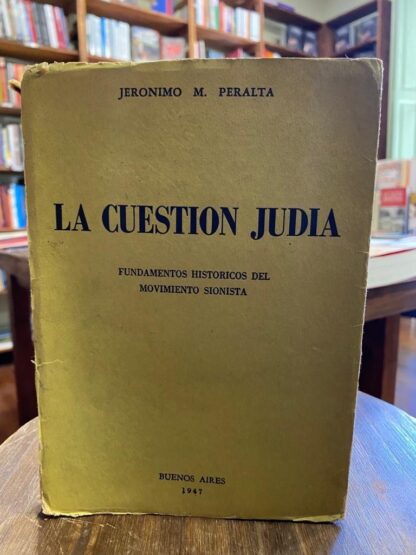 JERONIMO M. PERALTA
LA CUESTION JUDIA
FUNDAMENTOS HISTORICOS DEL
MOVIMIENTO SIONISTA
BUENOS AIRES
1947